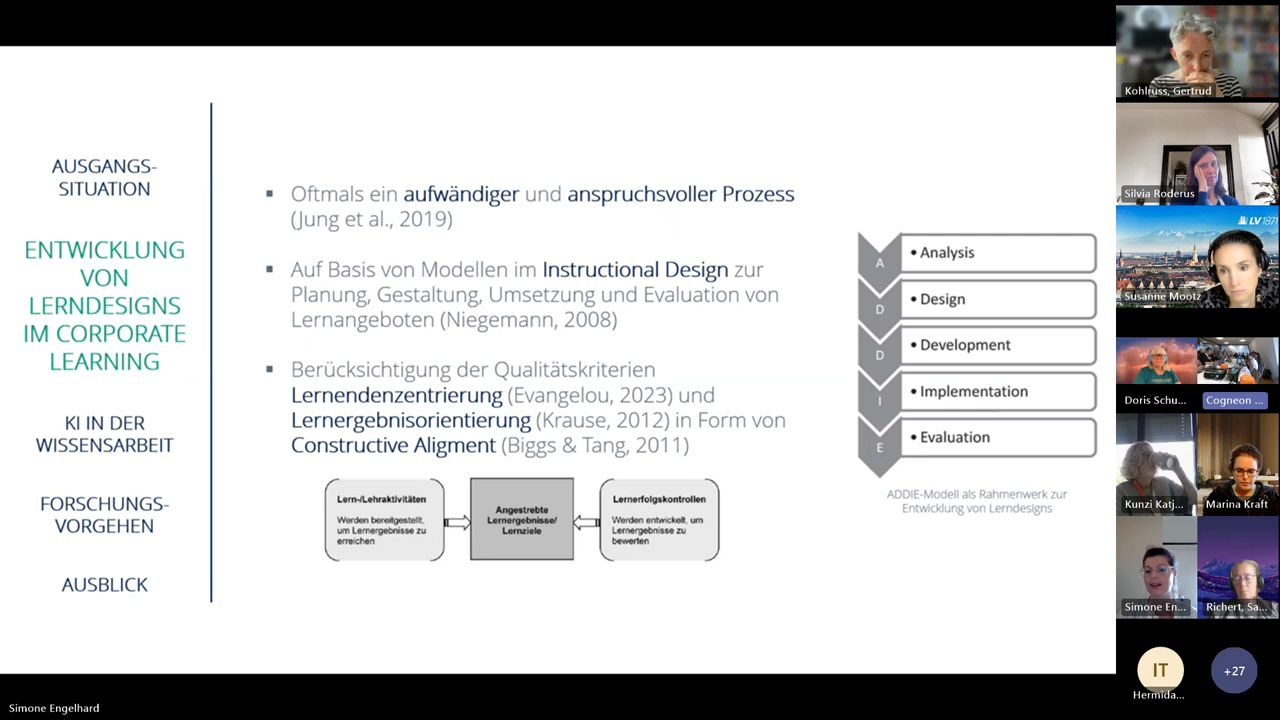 AUSGANGS-
SITUATION
ENTWICKLUNG
VON
LERNDESIGNS
IM CORPORATE
LEARNING
KI IN DER
WISSENSARBEIT
FORSCHUNGS-
VORGEHEN
AUSBLICK
Oftmals ein aufwändiger und anspruchsvoller Prozess
(Jung et al., 2019)
Auf Basis von Modellen im Instructional Design zur
Planung, Gestaltung, Umsetzung und Evaluation von
Lernangeboten (Niegemann, 2008)
Berücksichtigung der Qualitätskriterien
Lernendenzentrierung (Evangelou, 2023) und
Lernergebnisorientierung (Krause, 2012) in Form von
Constructive Aligment (Biggs & Tang, 2011)
Lern-/Lehraktivitäten
Werden bereitgestellt,
um Lernergebnisse zu
erreichen
Angestrebte
Lernergebnisse/
Lernziele
Lernerfolgskontrollen
Werden entwickelt, um
Lernergebnisse zu
bewerten
A
• Analysis
D
• Design
D
• Development
I
• Implementation
E
• Evaluation
ADDIE-Modell als Rahmenwerk zur
Entwicklung von Lerndesigns
Kohlruss, Gertrud
Silvia Roderus
LV 1871
Susanne Mootz
Doris Schu...
Cogneon ...
Kunzi Katj...
Marina Kraft
Simone En...
Richert, Sa...
IT
Hermida...
+27
Simone Engelhard